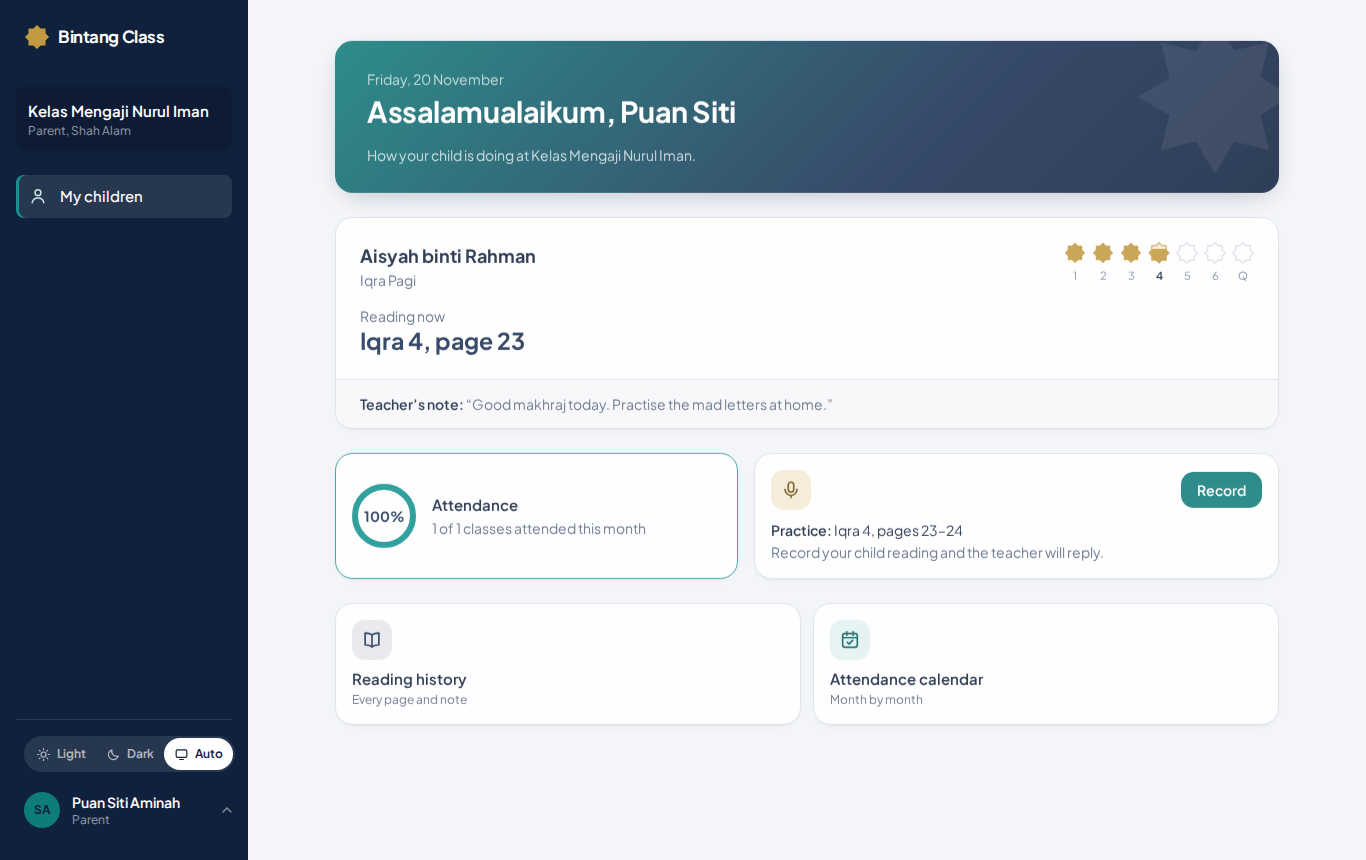 Bintang Class
Kelas Mengaji Nurul Iman
Parent, Shah Alam
My children
Light
Dark
Auto
SA
Puan Siti Aminah
Parent
Friday, 20 November
Assalamualaikum, Puan Siti
How your child is doing at Kelas Mengaji Nurul Iman.
Aisyah binti Rahman
Iqra Pagi
1 2 3 4 5 6 Q
Reading now
Iqra 4, page 23
Teacher’s note: “Good makhraj today. Practise the mad letters at home.”
100%
Attendance
1 of 1 classes attended this month
Record
Practice: Iqra 4, pages 23–24
Record your child reading and the teacher will reply.
Reading history
Every page and note
Attendance calendar
Month by month